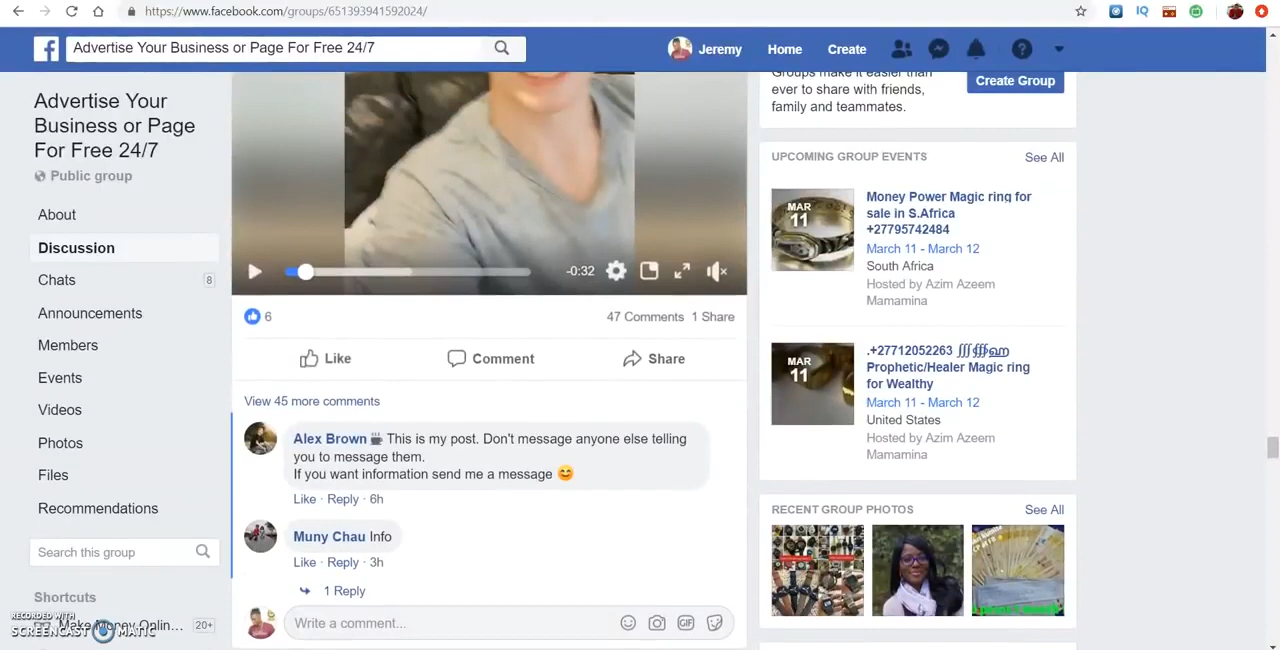 https://www.facebook.com/groups/651393941592024/
IQ
Advertise Your Business or Page For Free 24/7
Jeremy
Home
Create
Advertise Your
Business or Page
For Free 24/7
Public group
About
Discussion
Chats
8
Announcements
Members
Events
Videos
Photos
Files
Recommendations
Search this group
Shortcuts
Make Money Onlin...
20+
RECORDED WITH
SCREENCAST MATIC
-0:32
6
47 Comments 1 Share
Like
Comment
Share
View 45 more comments
Alex Brown ☕ This is my post. Don't message anyone else telling
you to message them.
If you want information send me a message 😊
Like · Reply · 6h
Muny Chau Info
Like · Reply · 3h
1 Reply
Write a comment...
GIF
Groups make it easier than
ever to share with friends,
family and teammates.
Create Group
UPCOMING GROUP EVENTS
See All
MAR
11
Money Power Magic ring for
sale in S.Africa
+27795742484
March 11 - March 12
South Africa
Hosted by Azim Azeem
Mamamina
MAR
11
.+27712052263
Prophetic/Healer Magic ring
for Wealthy
March 11 - March 12
United States
Hosted by Azim Azeem
Mamamina
RECENT GROUP PHOTOS
See All